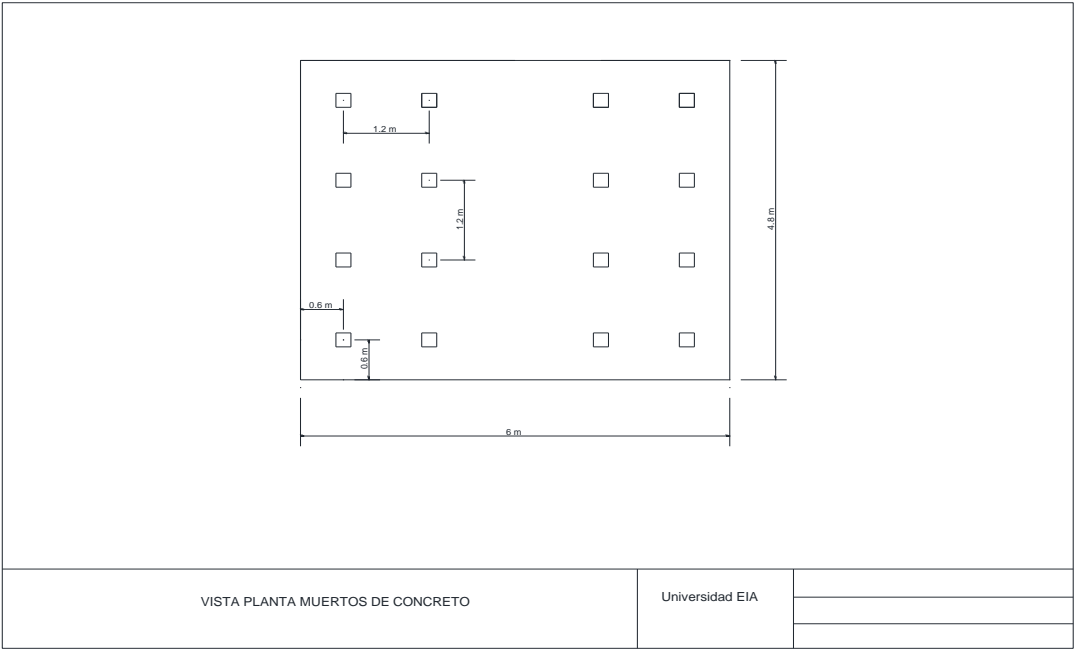 1.2 m
1.2 m
4.8 m
0.6 m
0.6 m
6 m
VISTA PLANTA MUERTOS DE CONCRETO
Universidad EIA